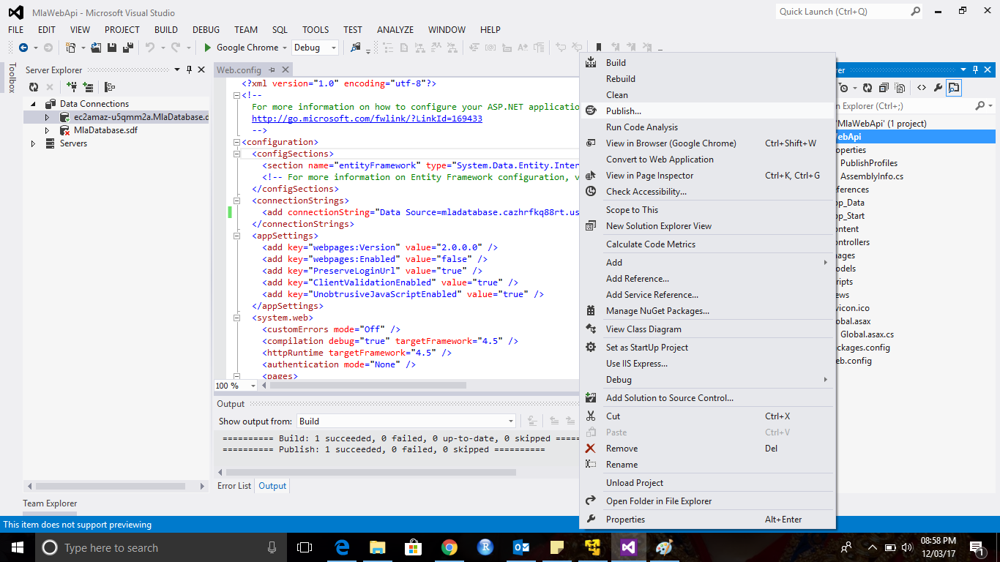 MlaWebApi - Microsoft Visual Studio
Quick Launch (Ctrl+Q)
FILE EDIT VIEW PROJECT BUILD DEBUG TEAM SQL TOOLS TEST ANALYZE WINDOW HELP
Google Chrome Debug
Toolbox
Server Explorer
Data Connections
ec2amaz-u5qmm2a.MlaDatabase.d
MlaDatabase.sdf
Servers
Team Explorer
Web.config
<?xml version="1.0" encoding="utf-8"?>
<!--
For more information on how to configure your ASP.NET application
http://go.microsoft.com/fwlink/?LinkId=169433
-->
<configuration>
<configSections>
<section name="entityFramework" type="System.Data.Entity.Inter
<!-- For more information on Entity Framework configuration, v
</configSections>
<connectionStrings>
<add connectionString="Data Source=mladatabase.cazhrfkq88rt.us
</connectionStrings>
<appSettings>
<add key="webpages:Version" value="2.0.0.0" />
<add key="webpages:Enabled" value="false" />
<add key="PreserveLoginUrl" value="true" />
<add key="ClientValidationEnabled" value="true" />
<add key="UnobtrusiveJavaScriptEnabled" value="true" />
</appSettings>
<system.web>
<customErrors mode="Off" />
<compilation debug="true" targetFramework="4.5" />
<httpRuntime targetFramework="4.5" />
<authentication mode="None" />
<pages>
100 %
Output
Show output from: Build
========== Build: 1 succeeded, 0 failed, 0 up-to-date, 0 skipped =====
========== Publish: 1 succeeded, 0 failed, 0 skipped ==========
Error List Output
Build
Rebuild
Clean
Publish...
Run Code Analysis
View in Browser (Google Chrome) Ctrl+Shift+W
Convert to Web Application
View in Page Inspector Ctrl+K, Ctrl+G
Check Accessibility...
Scope to This
New Solution Explorer View
Calculate Code Metrics
Add
Add Reference...
Add Service Reference...
Manage NuGet Packages...
View Class Diagram
Set as StartUp Project
Use IIS Express...
Debug
Add Solution to Source Control...
Cut Ctrl+X
Paste Ctrl+V
Remove Del
Rename
Unload Project
Open Folder in File Explorer
Properties Alt+Enter
rer
n Explorer (Ctrl+;)
'MlaWebApi' (1 project)
WebApi
operties
PublishProfiles
AssemblyInfo.cs
eferences
pp_Data
pp_Start
ontent
ontrollers
ages
odels
ripts
ews
vicon.ico
obal.asax
Global.asax.cs
ackages.config
eb.config
This item does not support previewing
Type here to search
08:58 PM
12/03/17
1